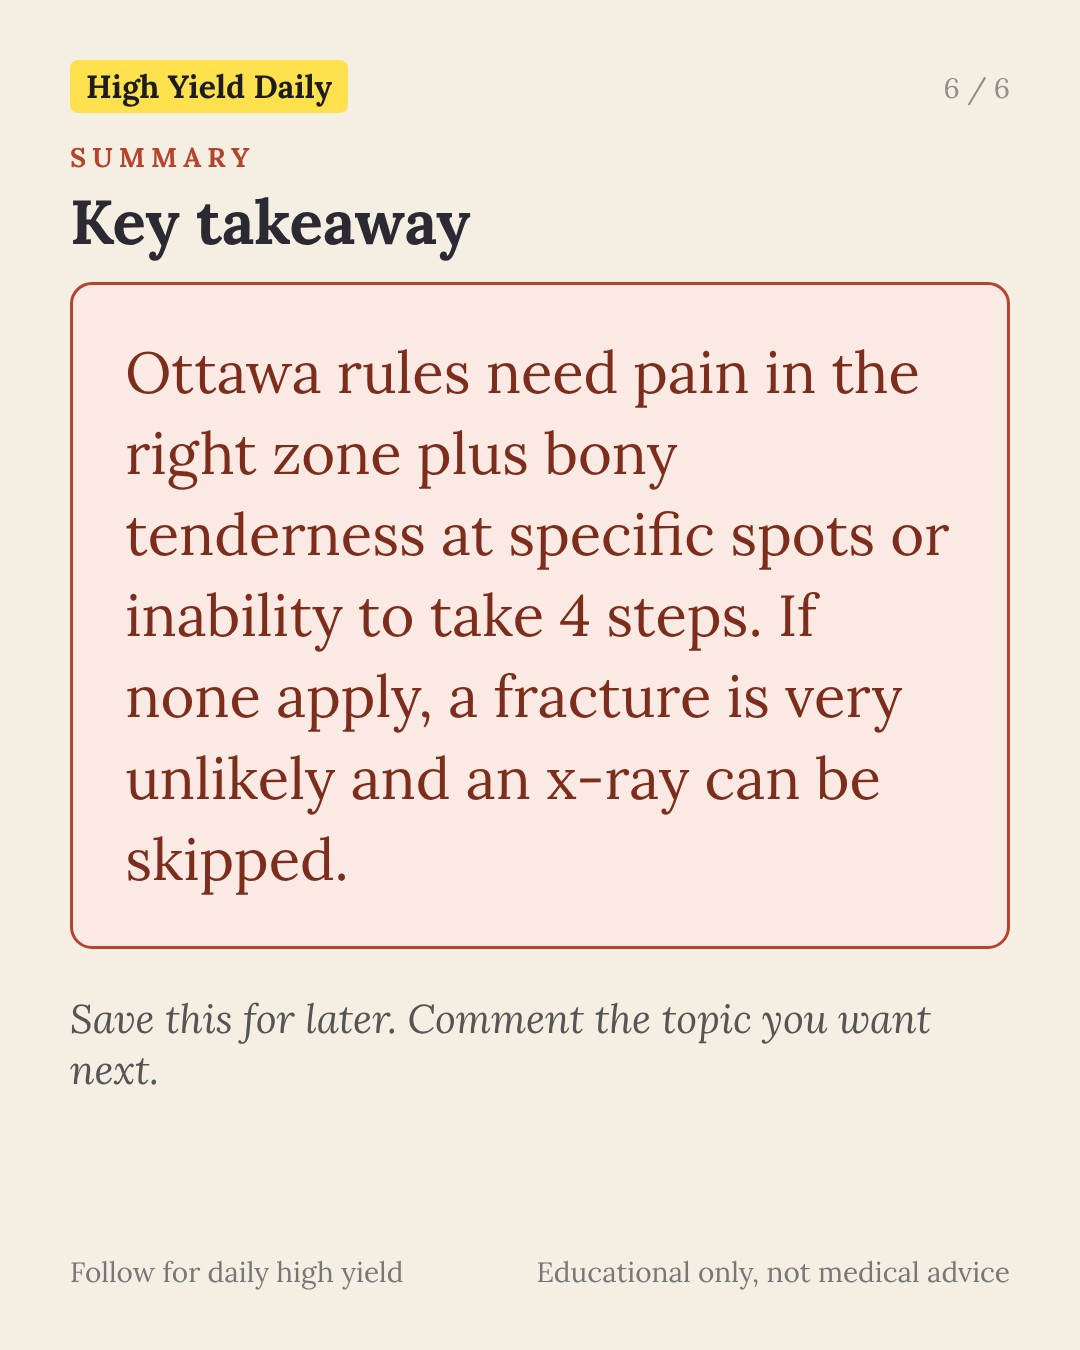 High Yield Daily
6 / 6
SUMMARY
Key takeaway
Ottawa rules need pain in the
right zone plus bony
tenderness at specific spots or
inability to take 4 steps. If
none apply, a fracture is very
unlikely and an x-ray can be
skipped.
Save this for later. Comment the topic you want
next.
Follow for daily high yield
Educational only, not medical advice